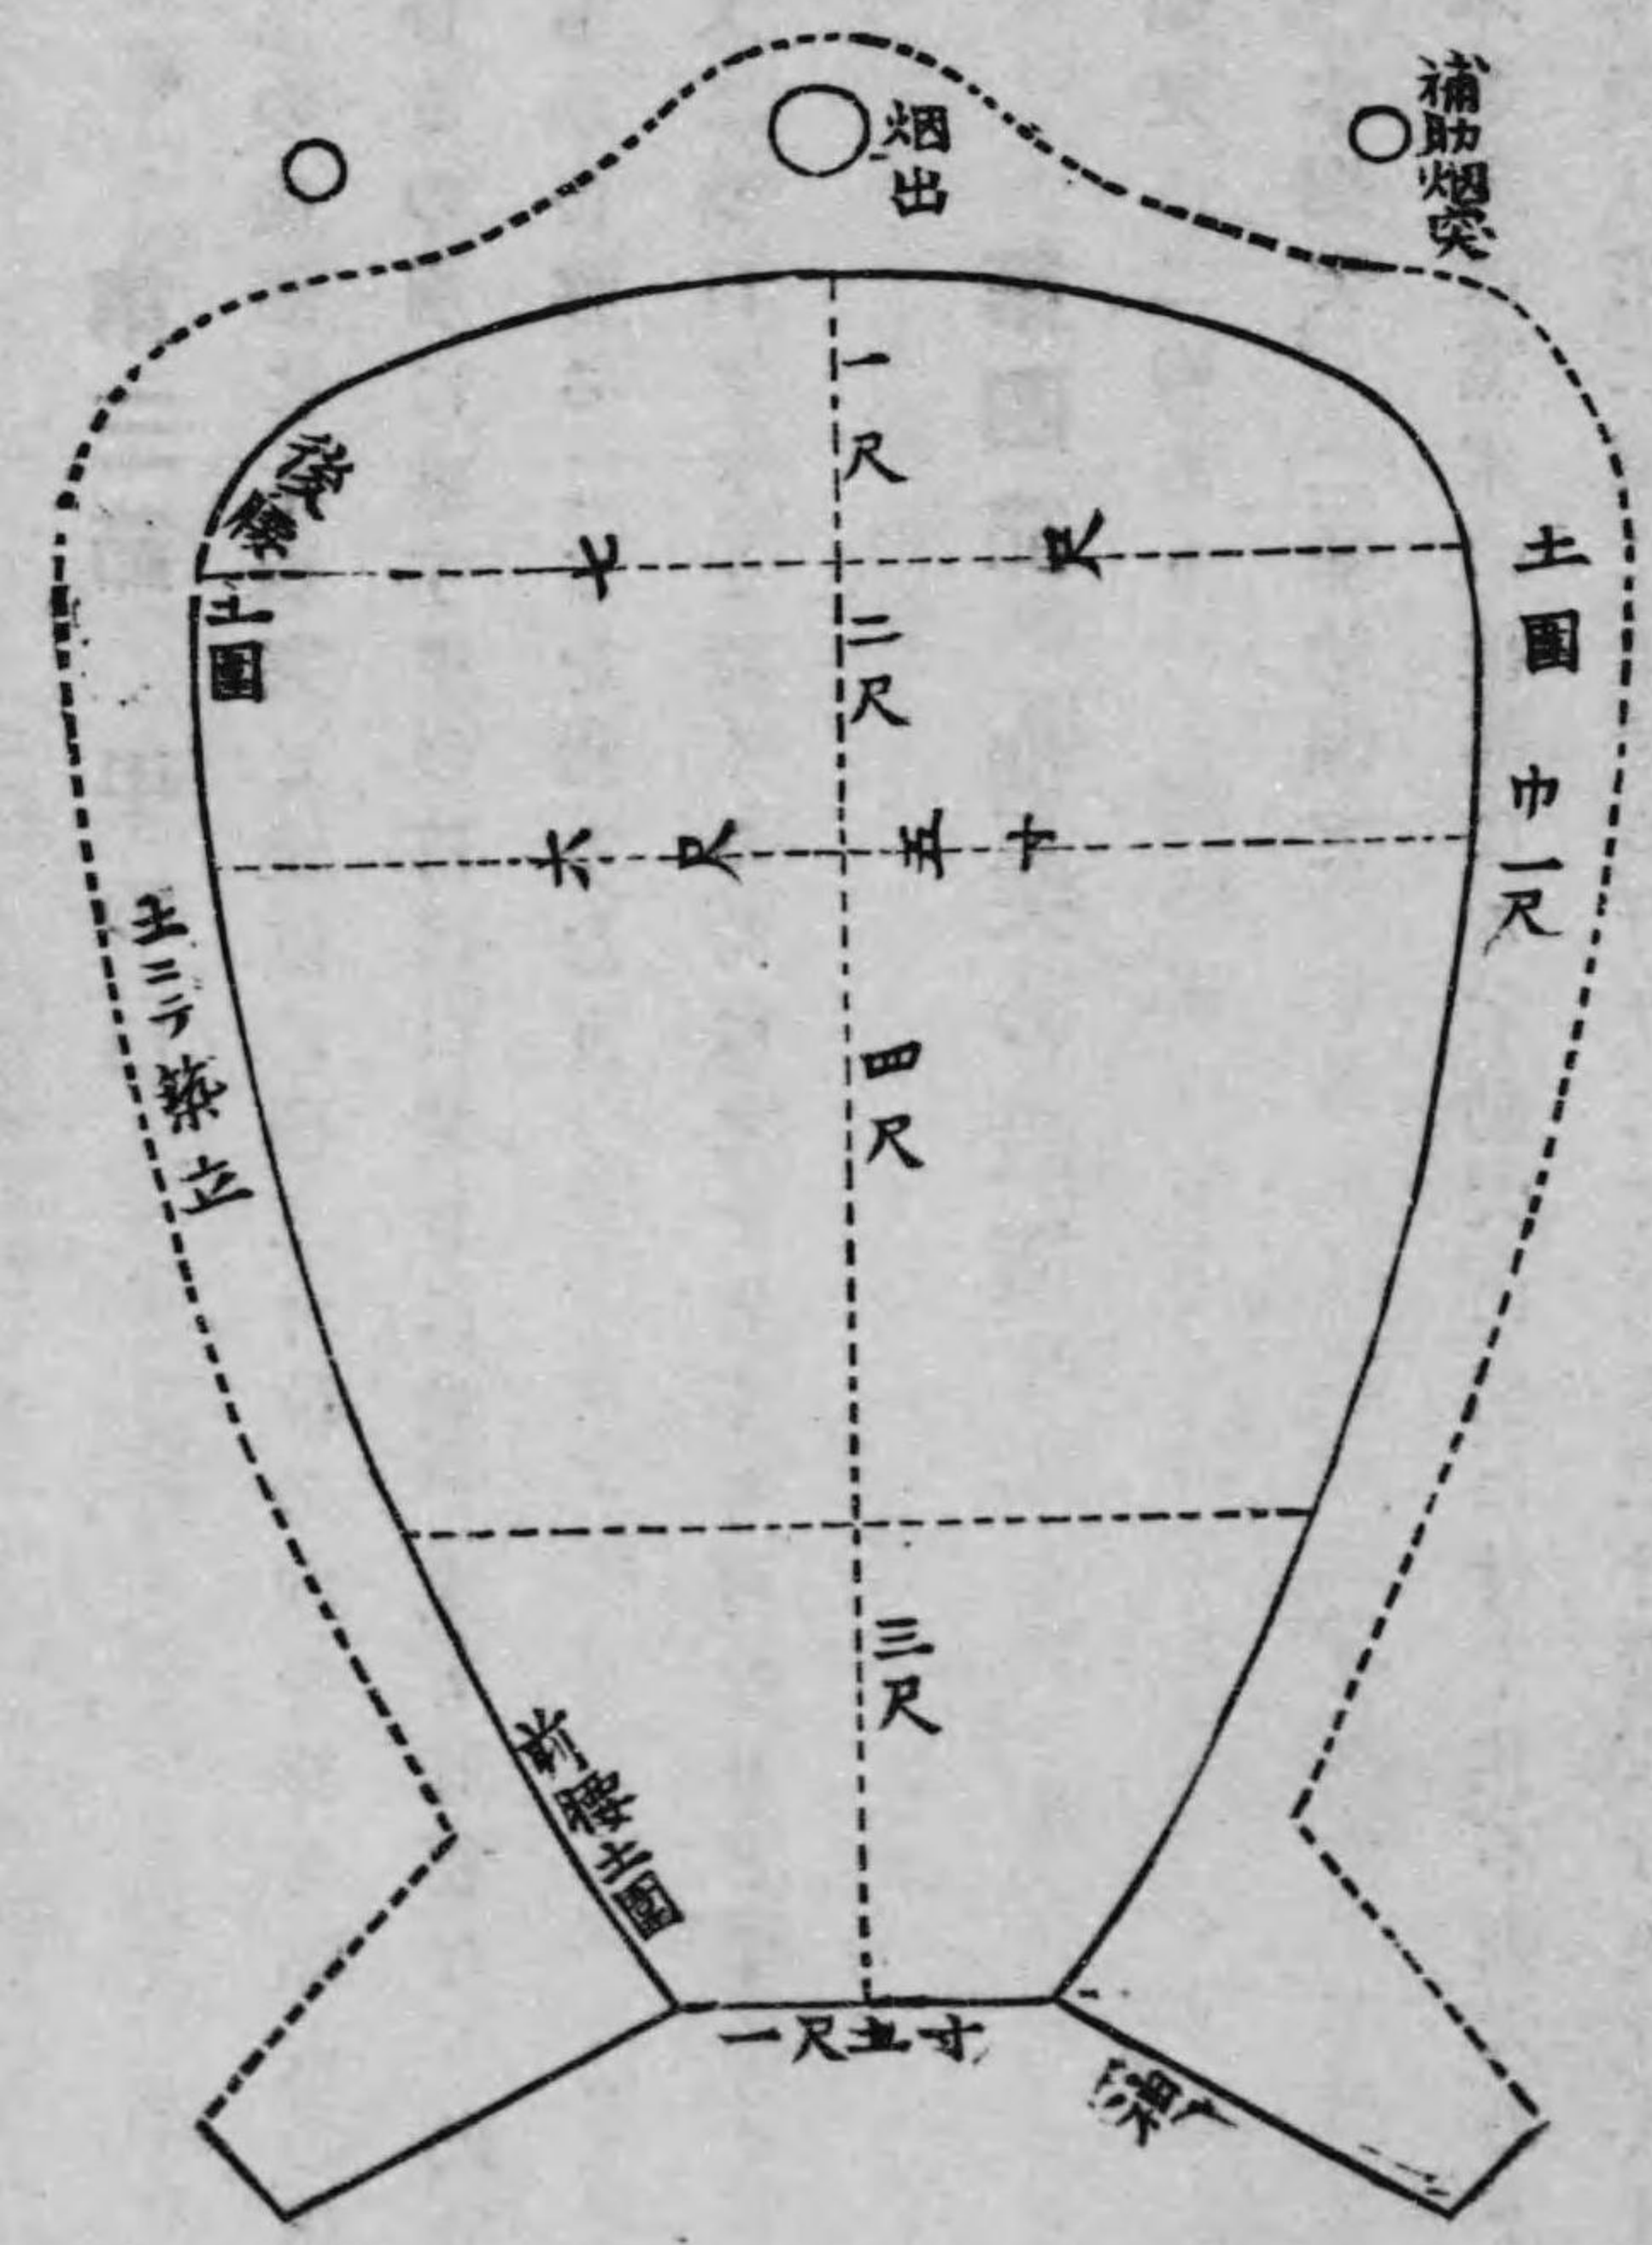 補助烟突
烟出
一尺
後腰
土圍
七尺
土圍 巾一尺
二尺
六尺五寸
土ニテ築立
四尺
三尺
前腰土圍
一尺五寸